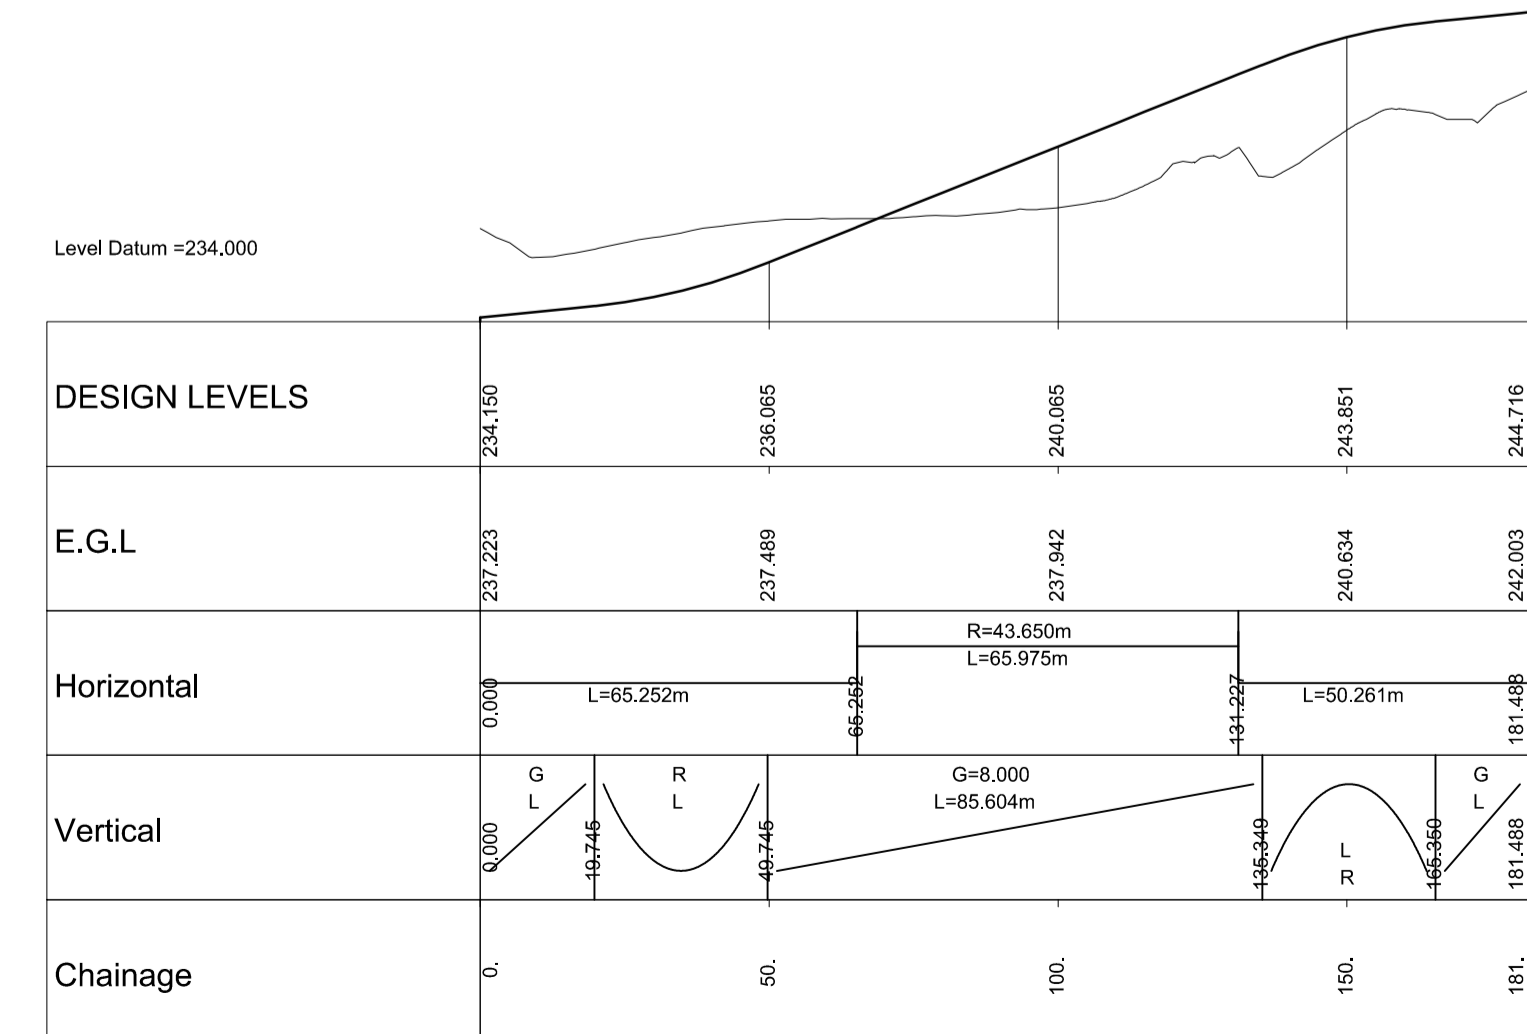 Level Datum =234.000
DESIGN LEVELS
234.150
236.065
240.065
243.851
244.716
E.G.L
237.223
237.489
237.942
240.634
242.003
Horizontal
0.000
L=65.252m
65.252
R=43.650m
L=65.975m
131.227
L=50.261m
181.488
Vertical
0.000
G
L
19.745
R
L
49.745
G=8.000
L=85.604m
135.349
L
R
165.350
G
L
181.488
Chainage
0.
50.
100.
150.
181.